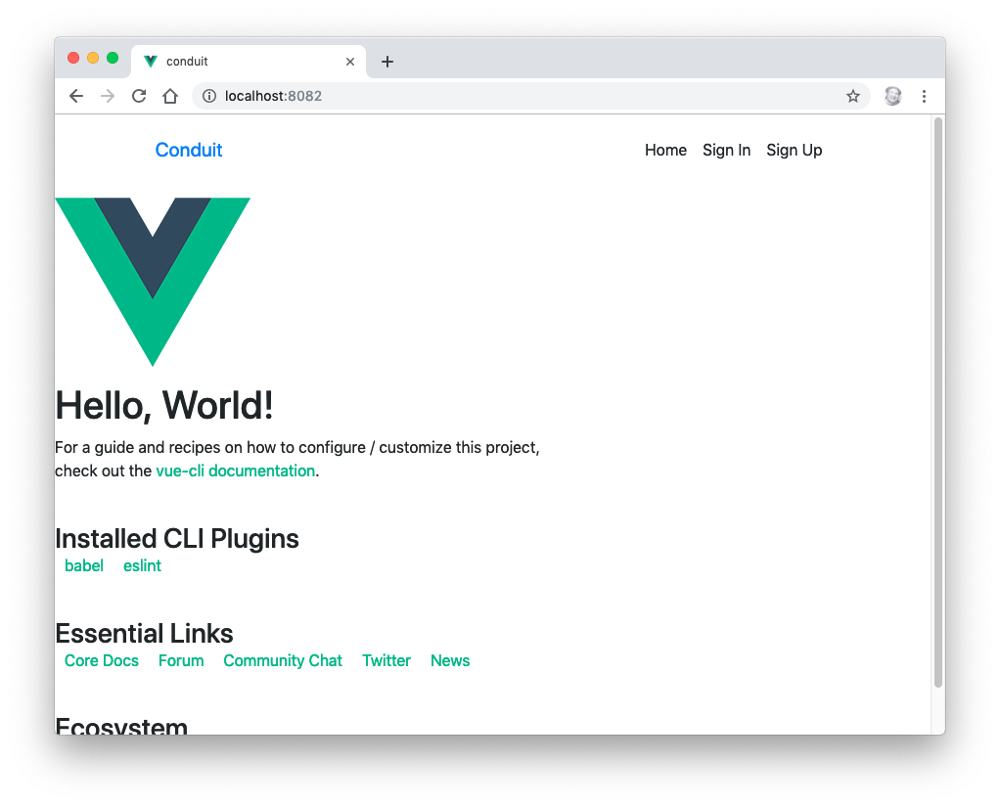 conduit
localhost:8082
Conduit Home Sign In Sign Up
Hello, World!
For a guide and recipes on how to configure / customize this project,
check out the vue-cli documentation.
Installed CLI Plugins
babel eslint
Essential Links
Core Docs Forum Community Chat Twitter News
Ecosystem